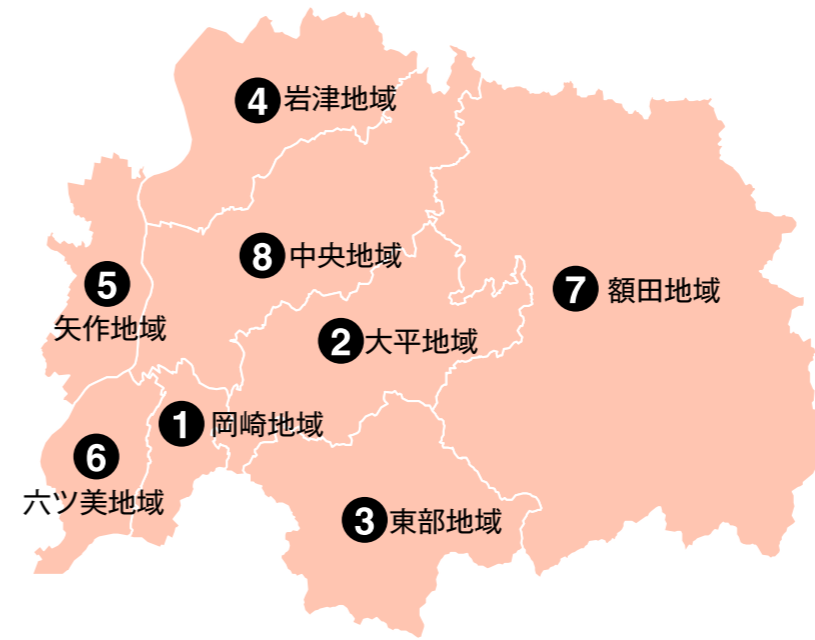 4 岩津地域
8 中央地域
5
矢作地域
7 額田地域
2 大平地域
1 岡崎地域
6
六ツ美地域
3 東部地域